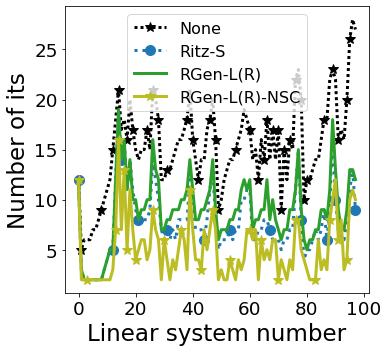 None
Ritz-S
RGen-L(R)
RGen-L(R)-NSC
Number of its
25
20
15
10
5
0
20
40
60
80
100
Linear system number